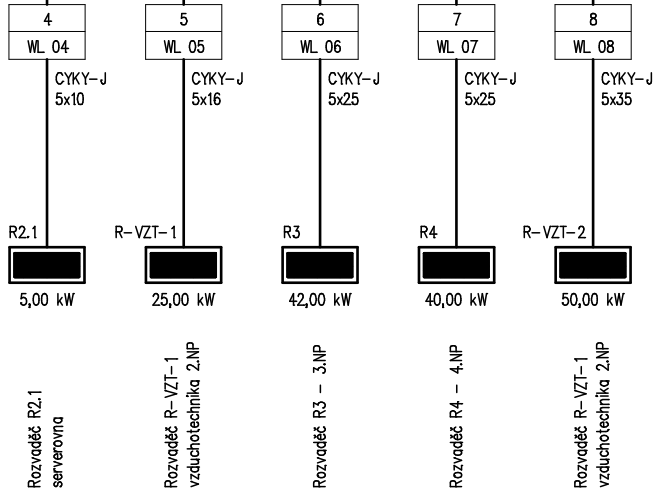 4
5
6
7
8
WL 04
WL 05
WL 06
WL 07
WL 08
CYKY-J
5x10
CYKY-J
5x16
CYKY-J
5x25
CYKY-J
5x25
CYKY-J
5x35
R2.1
R-VZT-1
R3
R4
R-VZT-2
5,00 kW
25,00 kW
42,00 kW
40,00 kW
50,00 kW
Rozvaděč R2.1
serverovna
Rozvaděč R-VZT-1
vzduchotechnika 2.NP
Rozvaděč R3 - 3.NP
Rozvaděč R4 - 4.NP
Rozvaděč R-VZT-1
vzduchotechnika 2.NP